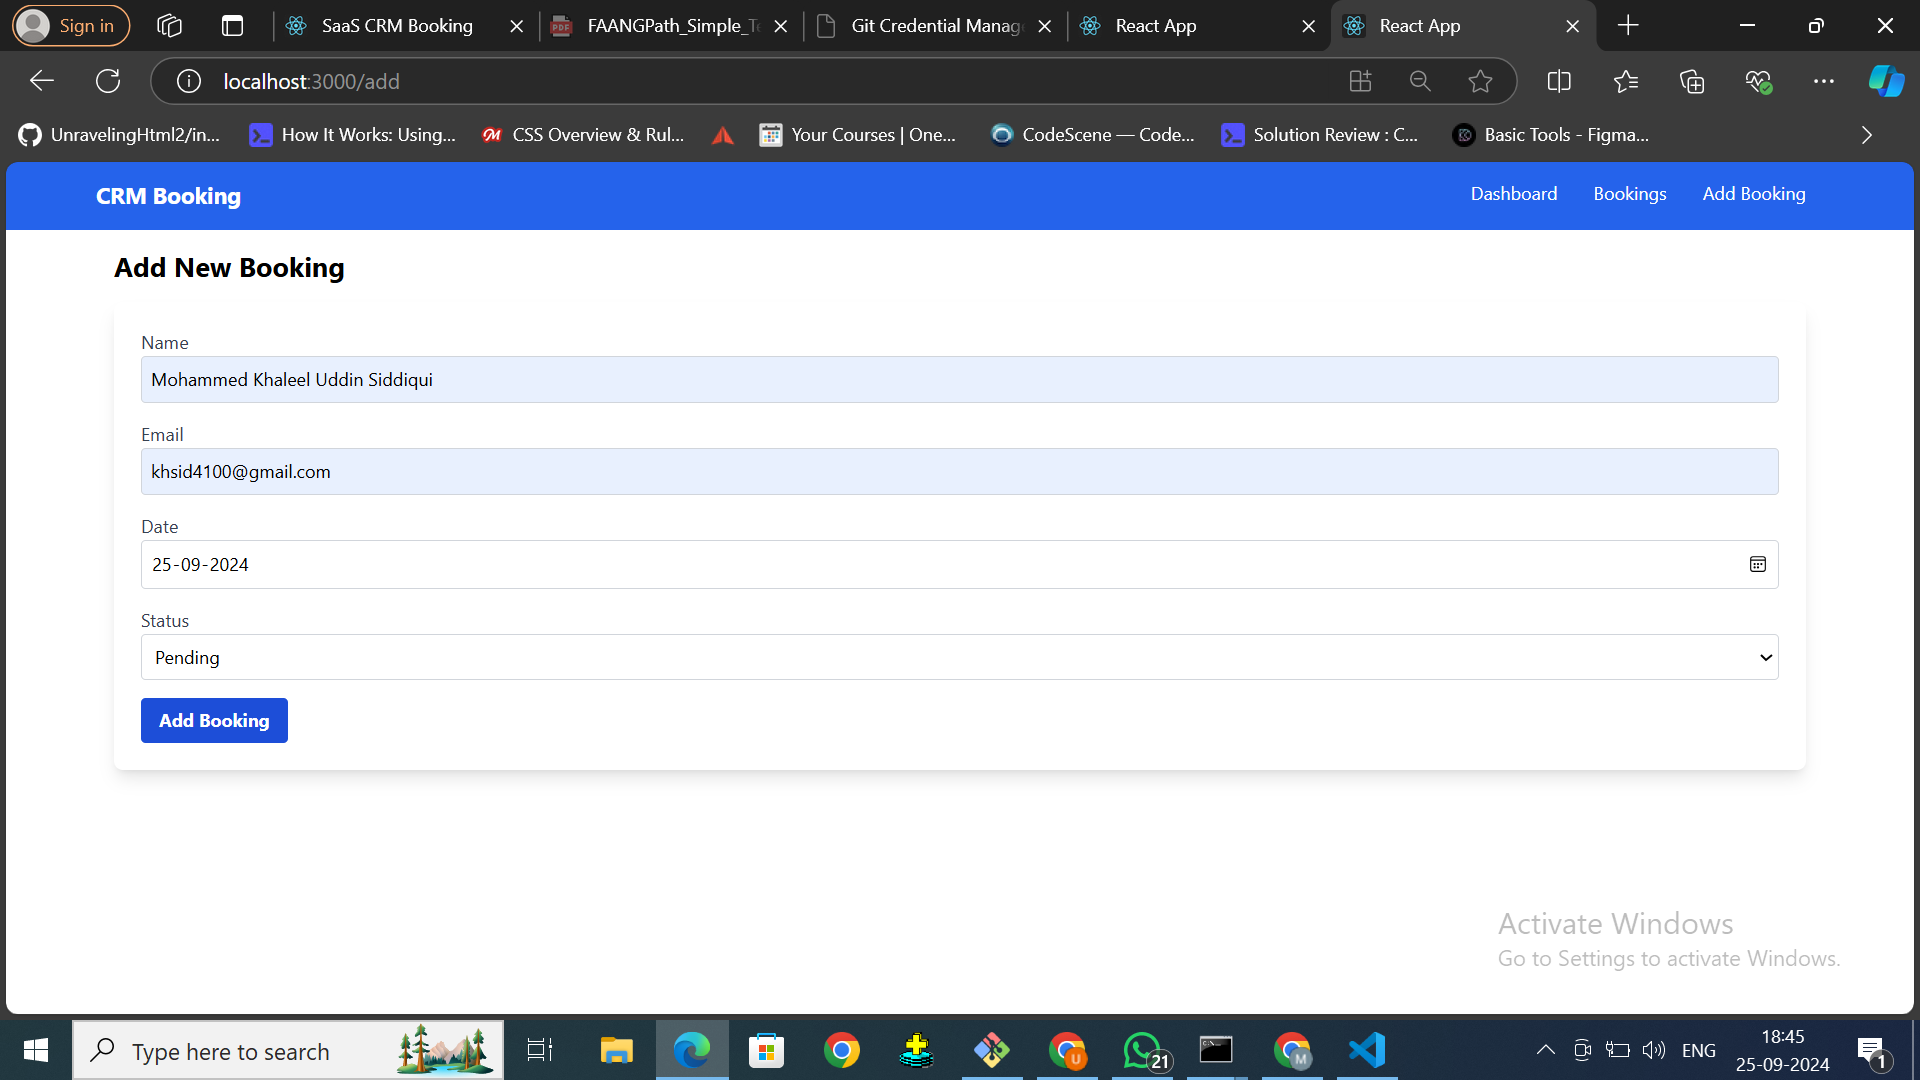 Sign in
SaaS CRM Booking
FAANGPath_Simple_Te
Git Credential Manage
React App
React App
localhost:3000/add
UnravelingHtml2/in...
How It Works: Using...
CSS Overview & Rul...
Your Courses | One...
CodeScene — Code...
Solution Review : C...
Basic Tools - Figma...
CRM Booking
Dashboard
Bookings
Add Booking
Add New Booking
Name
Mohammed Khaleel Uddin Siddiqui
Email
khsid4100@gmail.com
Date
25-09-2024
Status
Pending
Add Booking
Activate Windows
Go to Settings to activate Windows.
Type here to search
21
ENG
18:45
25-09-2024
1